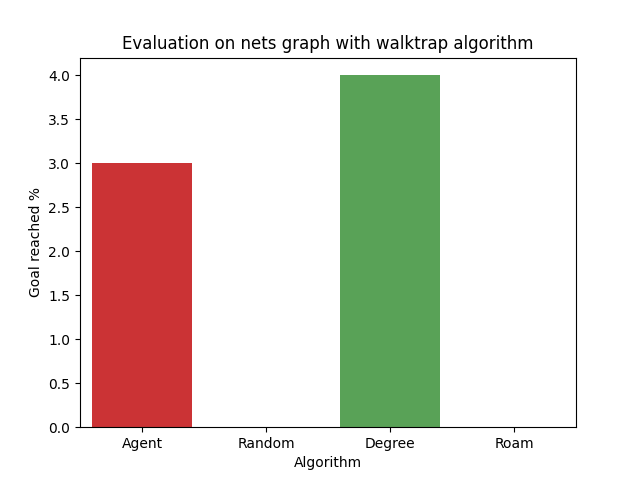 Evaluation on nets graph with walktrap algorithm
Goal reached %
4.0
3.5
3.0
2.5
2.0
1.5
1.0
0.5
0.0
Agent Random Degree Roam
Algorithm